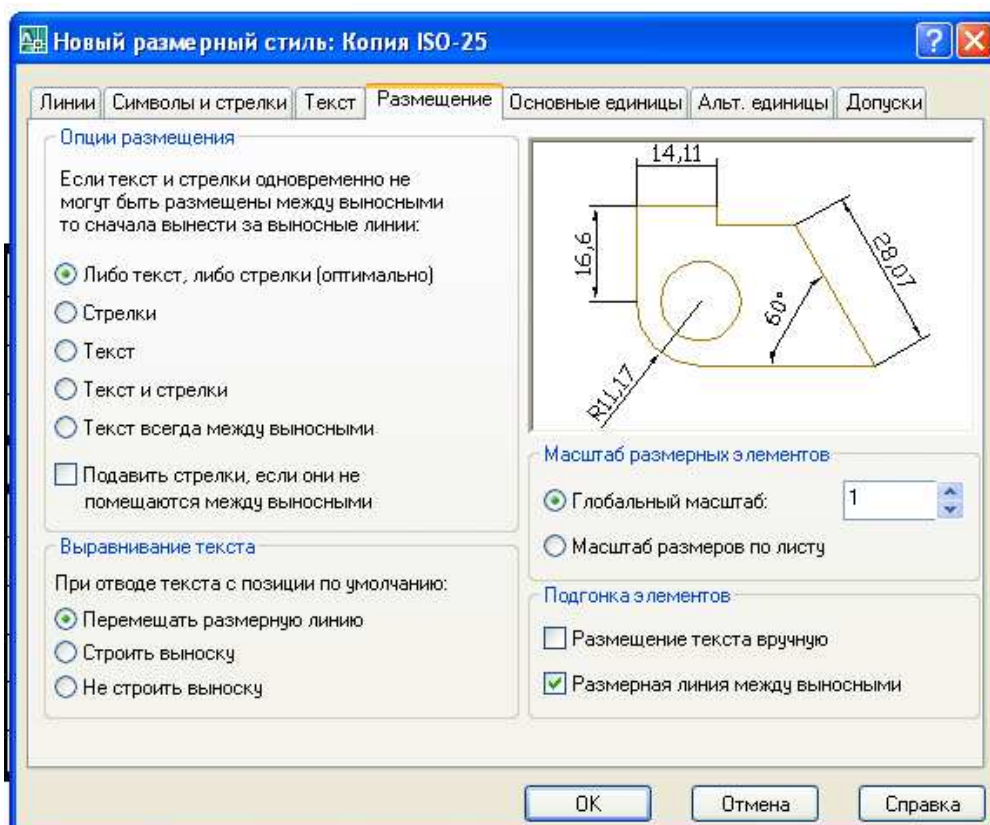 Новый размерный стиль: Копия ISO-25
Линии Символы и стрелки Текст Размещение Основные единицы Альт. единицы Допуски
Опции размещения
Если текст и стрелки одновременно не
могут быть размещены между выносными
то сначала вынести за выносные линии:
Либо текст, либо стрелки (оптимально)
Стрелки
Текст
Текст и стрелки
Текст всегда между выносными
Подавить стрелки, если они не
помещаются между выносными
Выравнивание текста
При отводе текста с позиции по умолчанию:
Перемещать размерную линию
Строить выноску
Не строить выноску
14,11
16,6
28,07
60°
R11,17
Масштаб размерных элементов
Глобальный масштаб: 1
Масштаб размеров по листу
Подгонка элементов
Размещение текста вручную
Размерная линия между выносными
ОК Отмена Справка